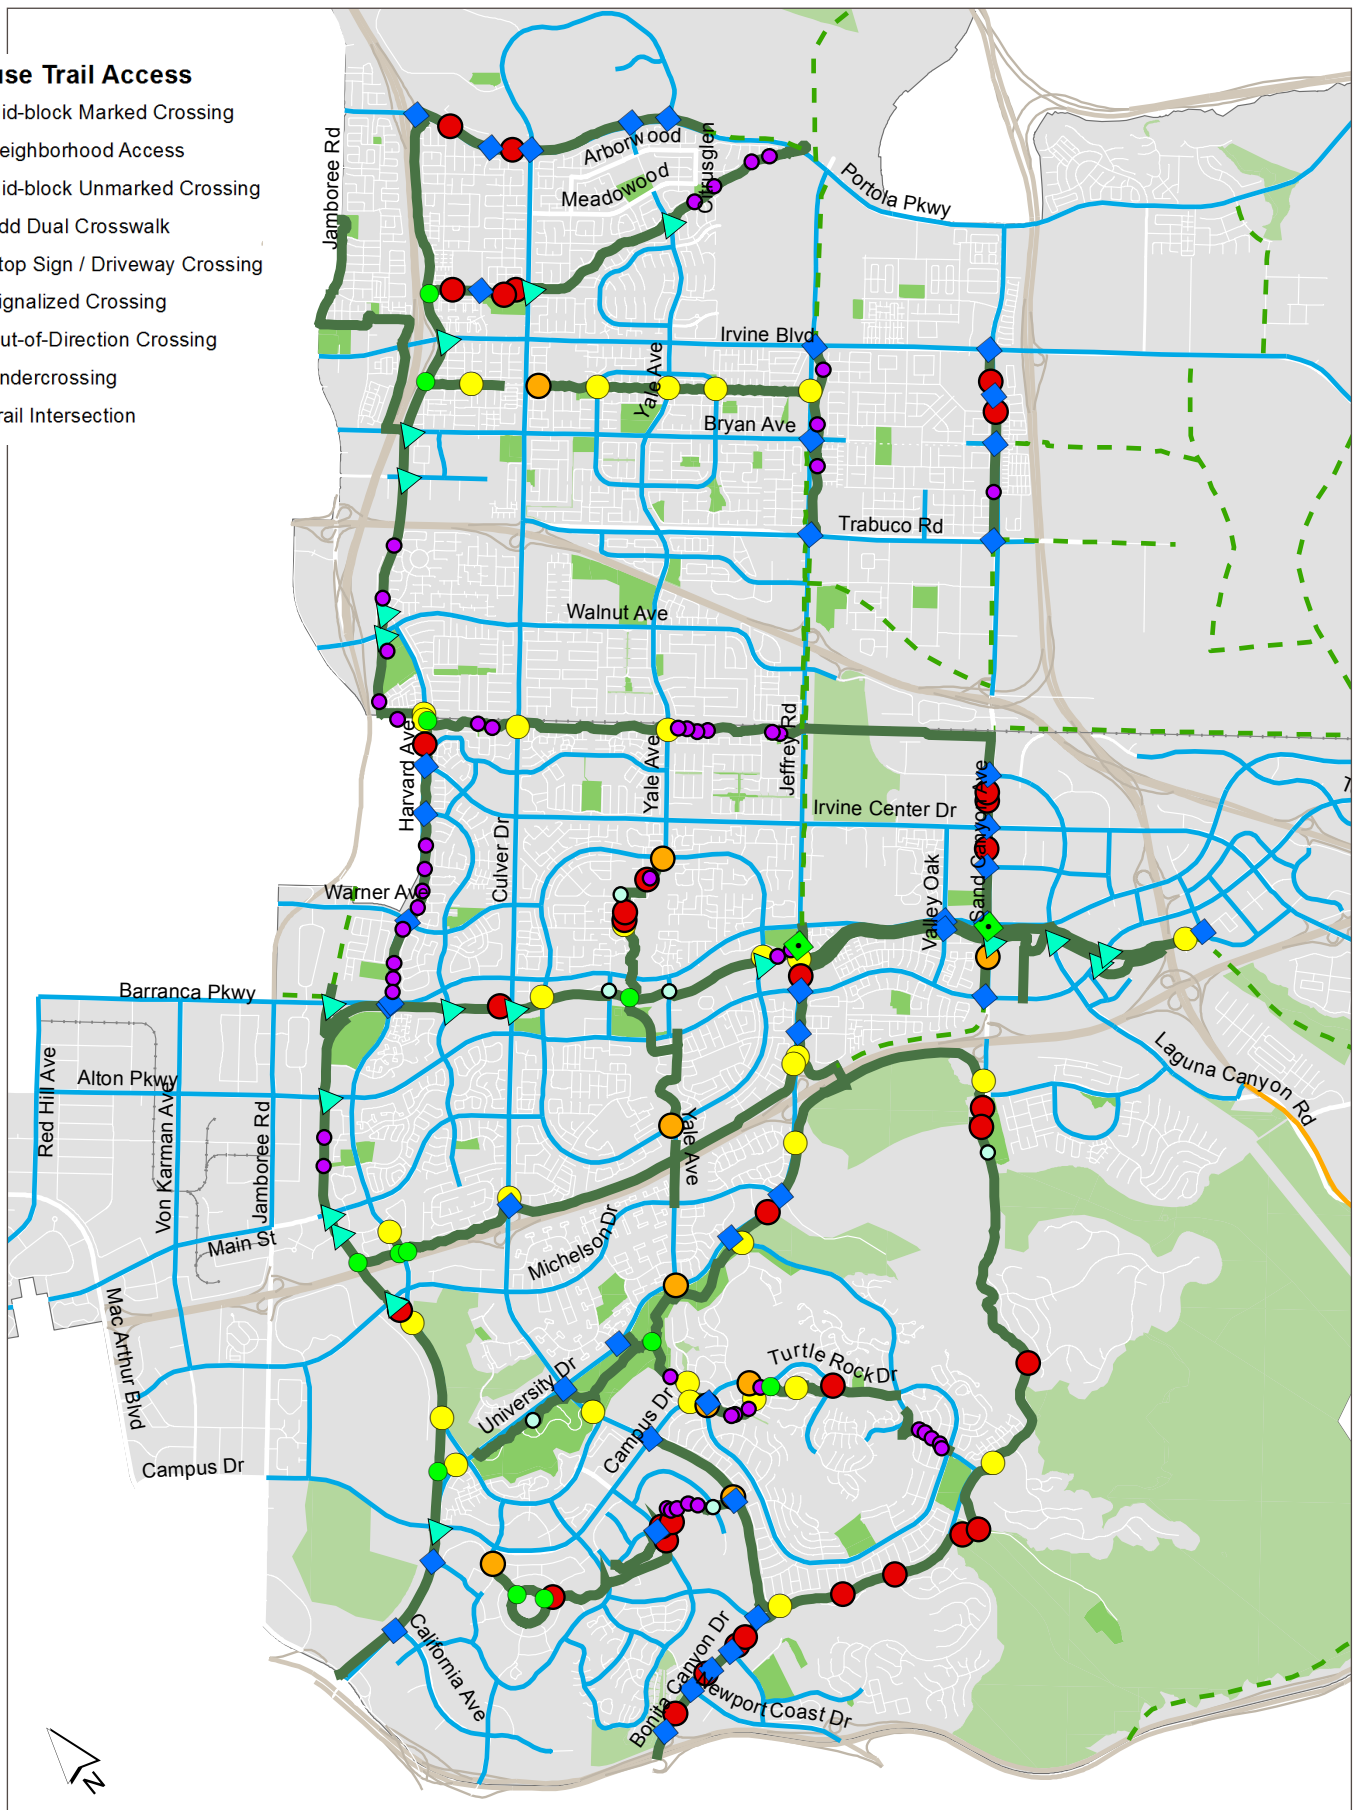 use Trail Access
id-block Marked Crossing
eighborhood Access
id-block Unmarked Crossing
dd Dual Crosswalk
top Sign / Driveway Crossing
ignalized Crossing
ut-of-Direction Crossing
ndercrossing
rail Intersection
Jamboree Rd
Arborwood
Meadowood
Citrusglen
Portola Pkwy
Irvine Blvd
Yale Ave
Bryan Ave
Trabuco Rd
Walnut Ave
Jeffrey Rd
Harvard Ave
Yale Ave
Irvine Center Dr
Sand Canyon Ave
Culver Dr
Warner Ave
Valley Oak
Barranca Pkwy
Laguna Canyon Rd
Red Hill Ave
Alton Pkwy
Von Karman Ave
Jamboree Rd
Yale Ave
Main St
Michelson Dr
Mac Arthur Blvd
University Dr
Turtle Rock Dr
Campus Dr
Campus Dr
California Ave
Bonita Canyon Dr
Newport Coast Dr
N